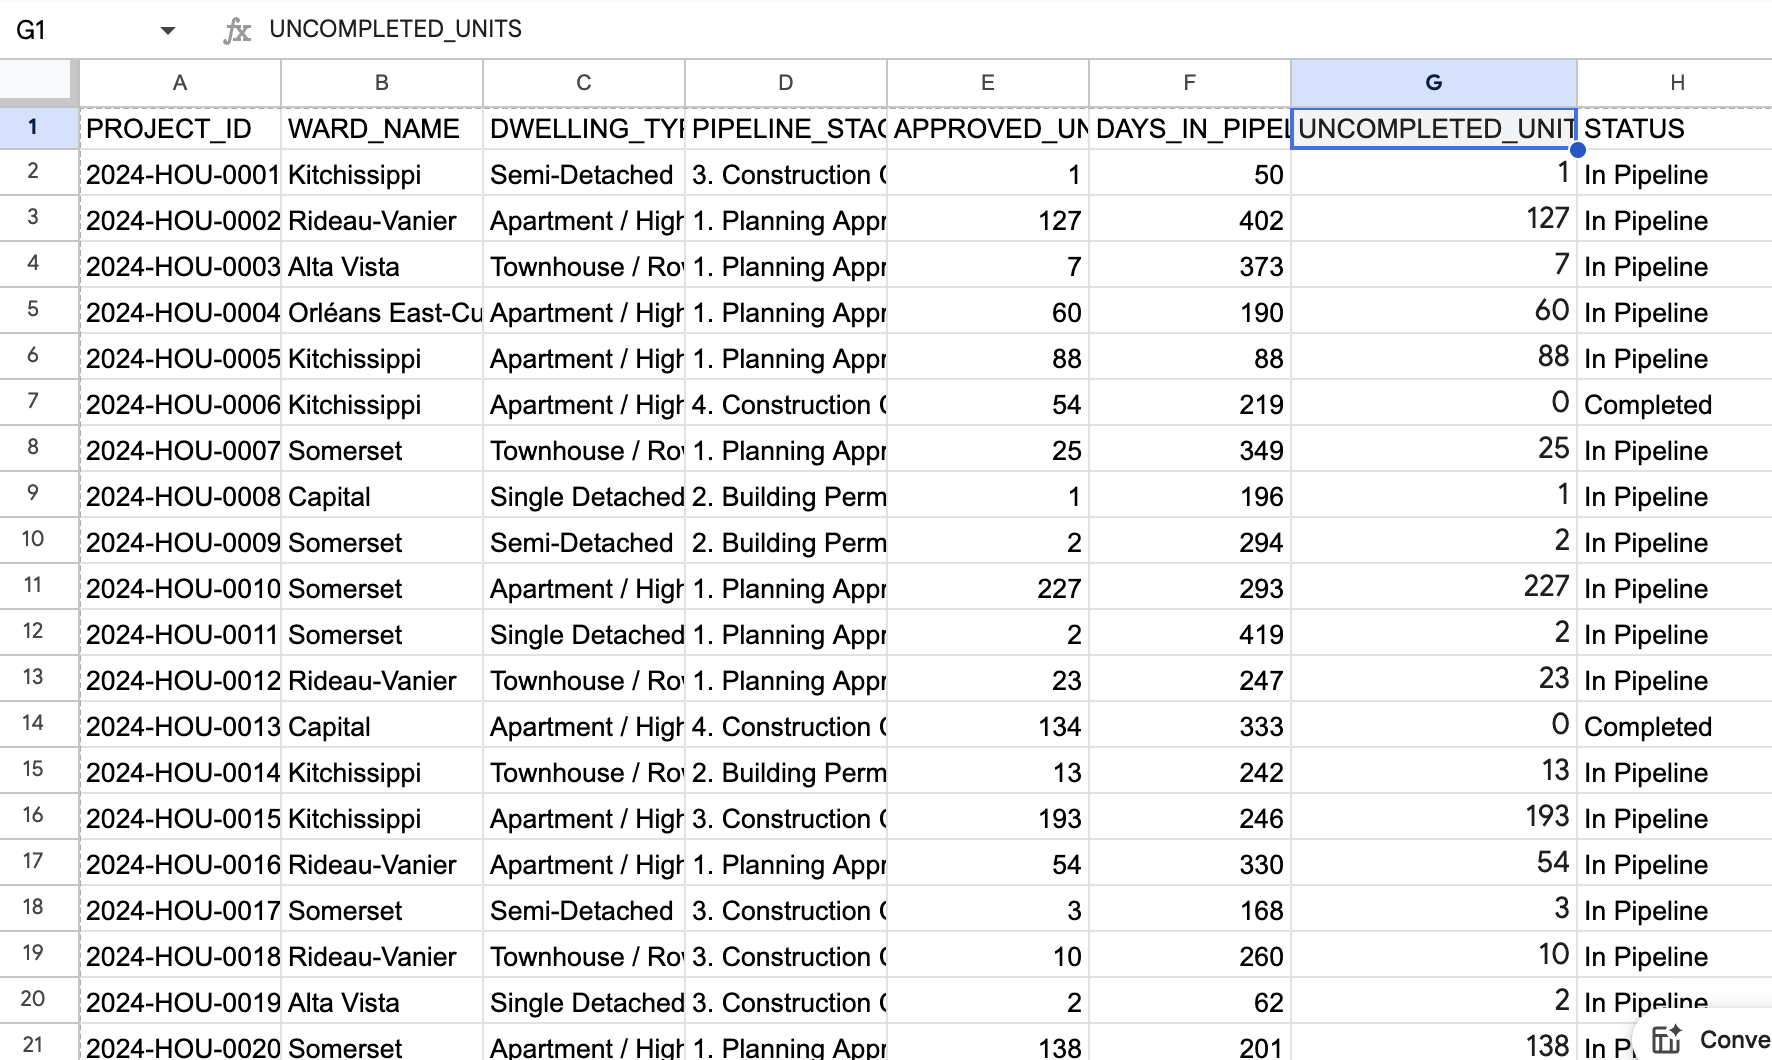 G1 fx UNCOMPLETED_UNITS
A B C D E F G H
1 PROJECT_ID WARD_NAME DWELLING_TYP PIPELINE_STAG APPROVED_UN DAYS_IN_PIPEL UNCOMPLETED_UNIT STATUS
2 2024-HOU-0001 Kitchissippi Semi-Detached 3. Construction C 1 50 1 In Pipeline
3 2024-HOU-0002 Rideau-Vanier Apartment / High 1. Planning Appr 127 402 127 In Pipeline
4 2024-HOU-0003 Alta Vista Townhouse / Row 1. Planning Appr 7 373 7 In Pipeline
5 2024-HOU-0004 Orléans East-Cu Apartment / High 1. Planning Appr 60 190 60 In Pipeline
6 2024-HOU-0005 Kitchissippi Apartment / High 1. Planning Appr 88 88 88 In Pipeline
7 2024-HOU-0006 Kitchissippi Apartment / High 4. Construction C 54 219 0 Completed
8 2024-HOU-0007 Somerset Townhouse / Row 1. Planning Appr 25 349 25 In Pipeline
9 2024-HOU-0008 Capital Single Detached 2. Building Perm 1 196 1 In Pipeline
10 2024-HOU-0009 Somerset Semi-Detached 2. Building Perm 2 294 2 In Pipeline
11 2024-HOU-0010 Somerset Apartment / High 1. Planning Appr 227 293 227 In Pipeline
12 2024-HOU-0011 Somerset Single Detached 1. Planning Appr 2 419 2 In Pipeline
13 2024-HOU-0012 Rideau-Vanier Townhouse / Row 1. Planning Appr 23 247 23 In Pipeline
14 2024-HOU-0013 Capital Apartment / High 4. Construction C 134 333 0 Completed
15 2024-HOU-0014 Kitchissippi Townhouse / Row 2. Building Perm 13 242 13 In Pipeline
16 2024-HOU-0015 Kitchissippi Apartment / High 3. Construction C 193 246 193 In Pipeline
17 2024-HOU-0016 Rideau-Vanier Apartment / High 1. Planning Appr 54 330 54 In Pipeline
18 2024-HOU-0017 Somerset Semi-Detached 3. Construction C 3 168 3 In Pipeline
19 2024-HOU-0018 Rideau-Vanier Townhouse / Row 3. Construction C 10 260 10 In Pipeline
20 2024-HOU-0019 Alta Vista Single Detached 3. Construction C 2 62 2 In Pipeline
21 2024-HOU-0020 Somerset Apartment / High 1. Planning Appr 138 201 138 In P
Conve